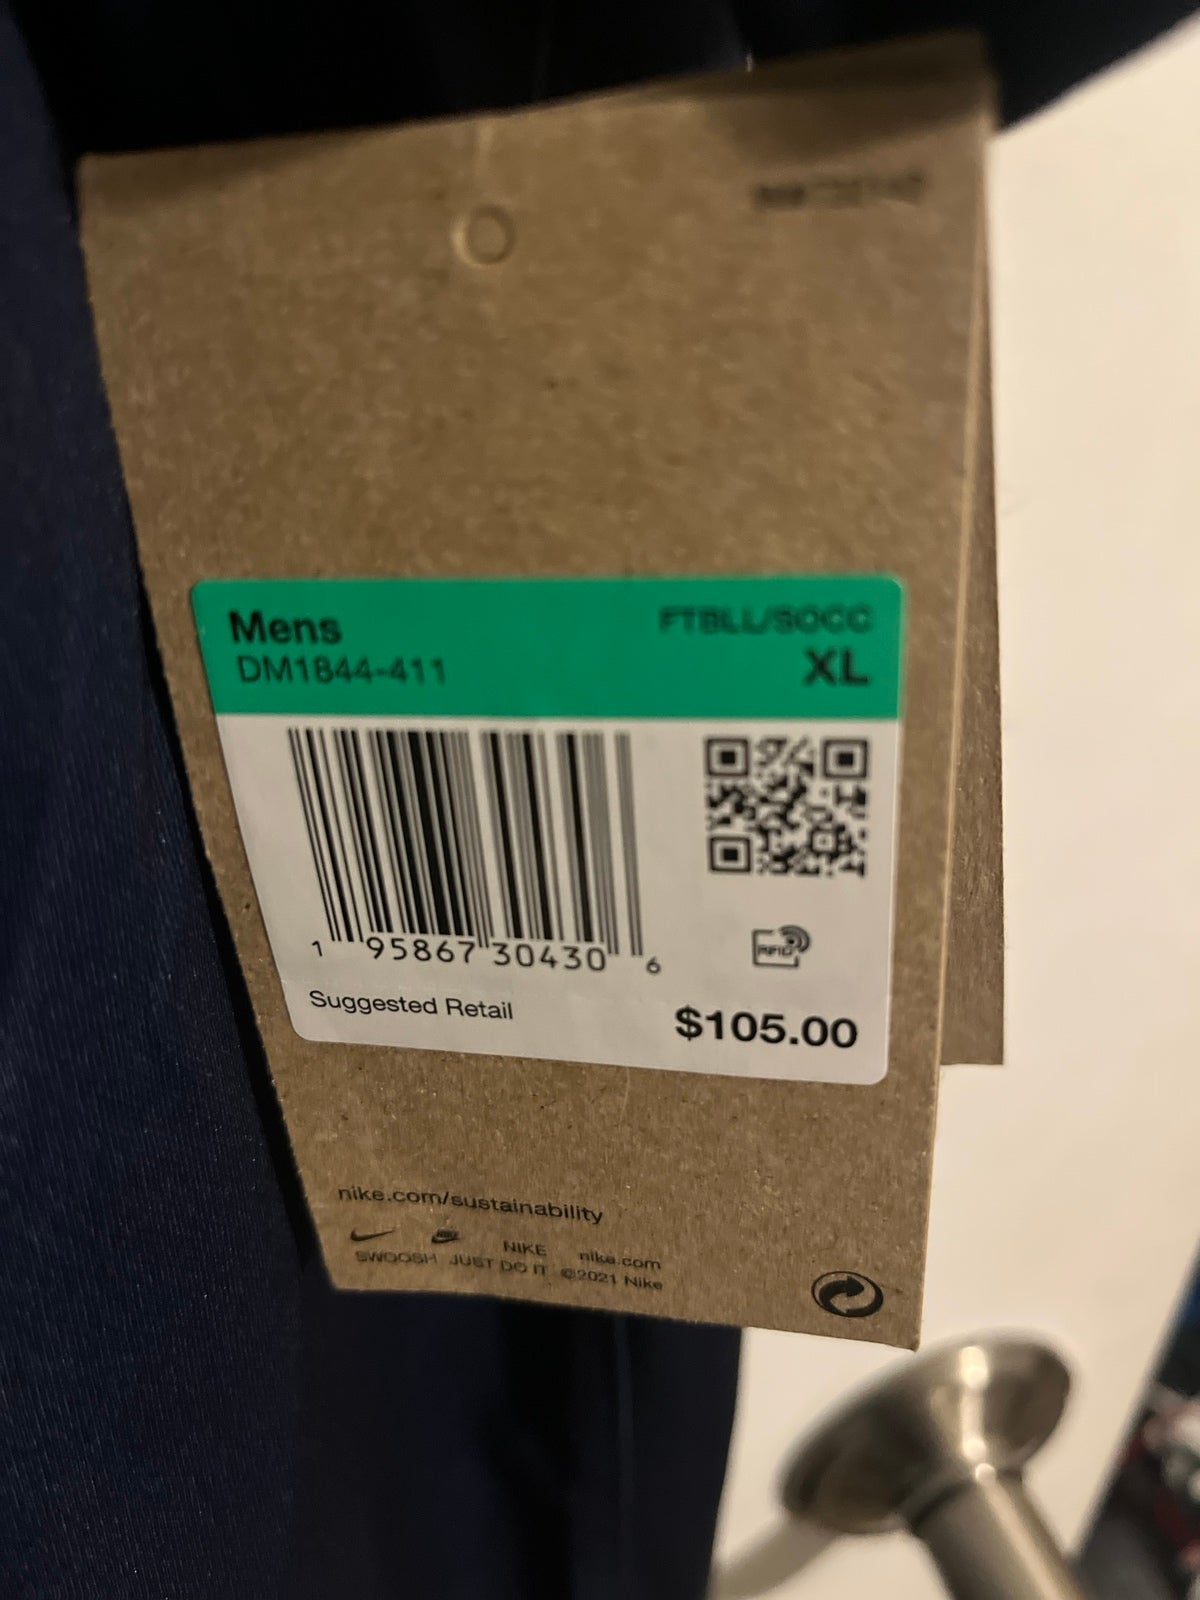 Mens
FTBLL/SOCC
DM1844-411
XL
1 95867 30430 6
RFID
Suggested Retail
$105.00
nike.com/sustainability
NIKE nike.com
SWOOSH JUST DO IT ©2021 Nike